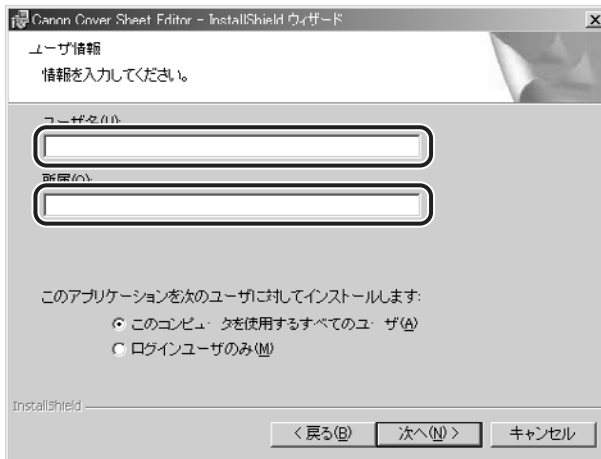 Canon Cover Sheet Editor - InstallShield ウィザード
ユーザ情報
情報を入力してください。
ユーザ名(U):
所属(O):
このアプリケーションを次のユーザに対してインストールします:
このコンピュータを使用するすべてのユーザ(A)
ログインユーザのみ(M)
InstallShield
< 戻る(B)
次へ(N) >
キャンセル